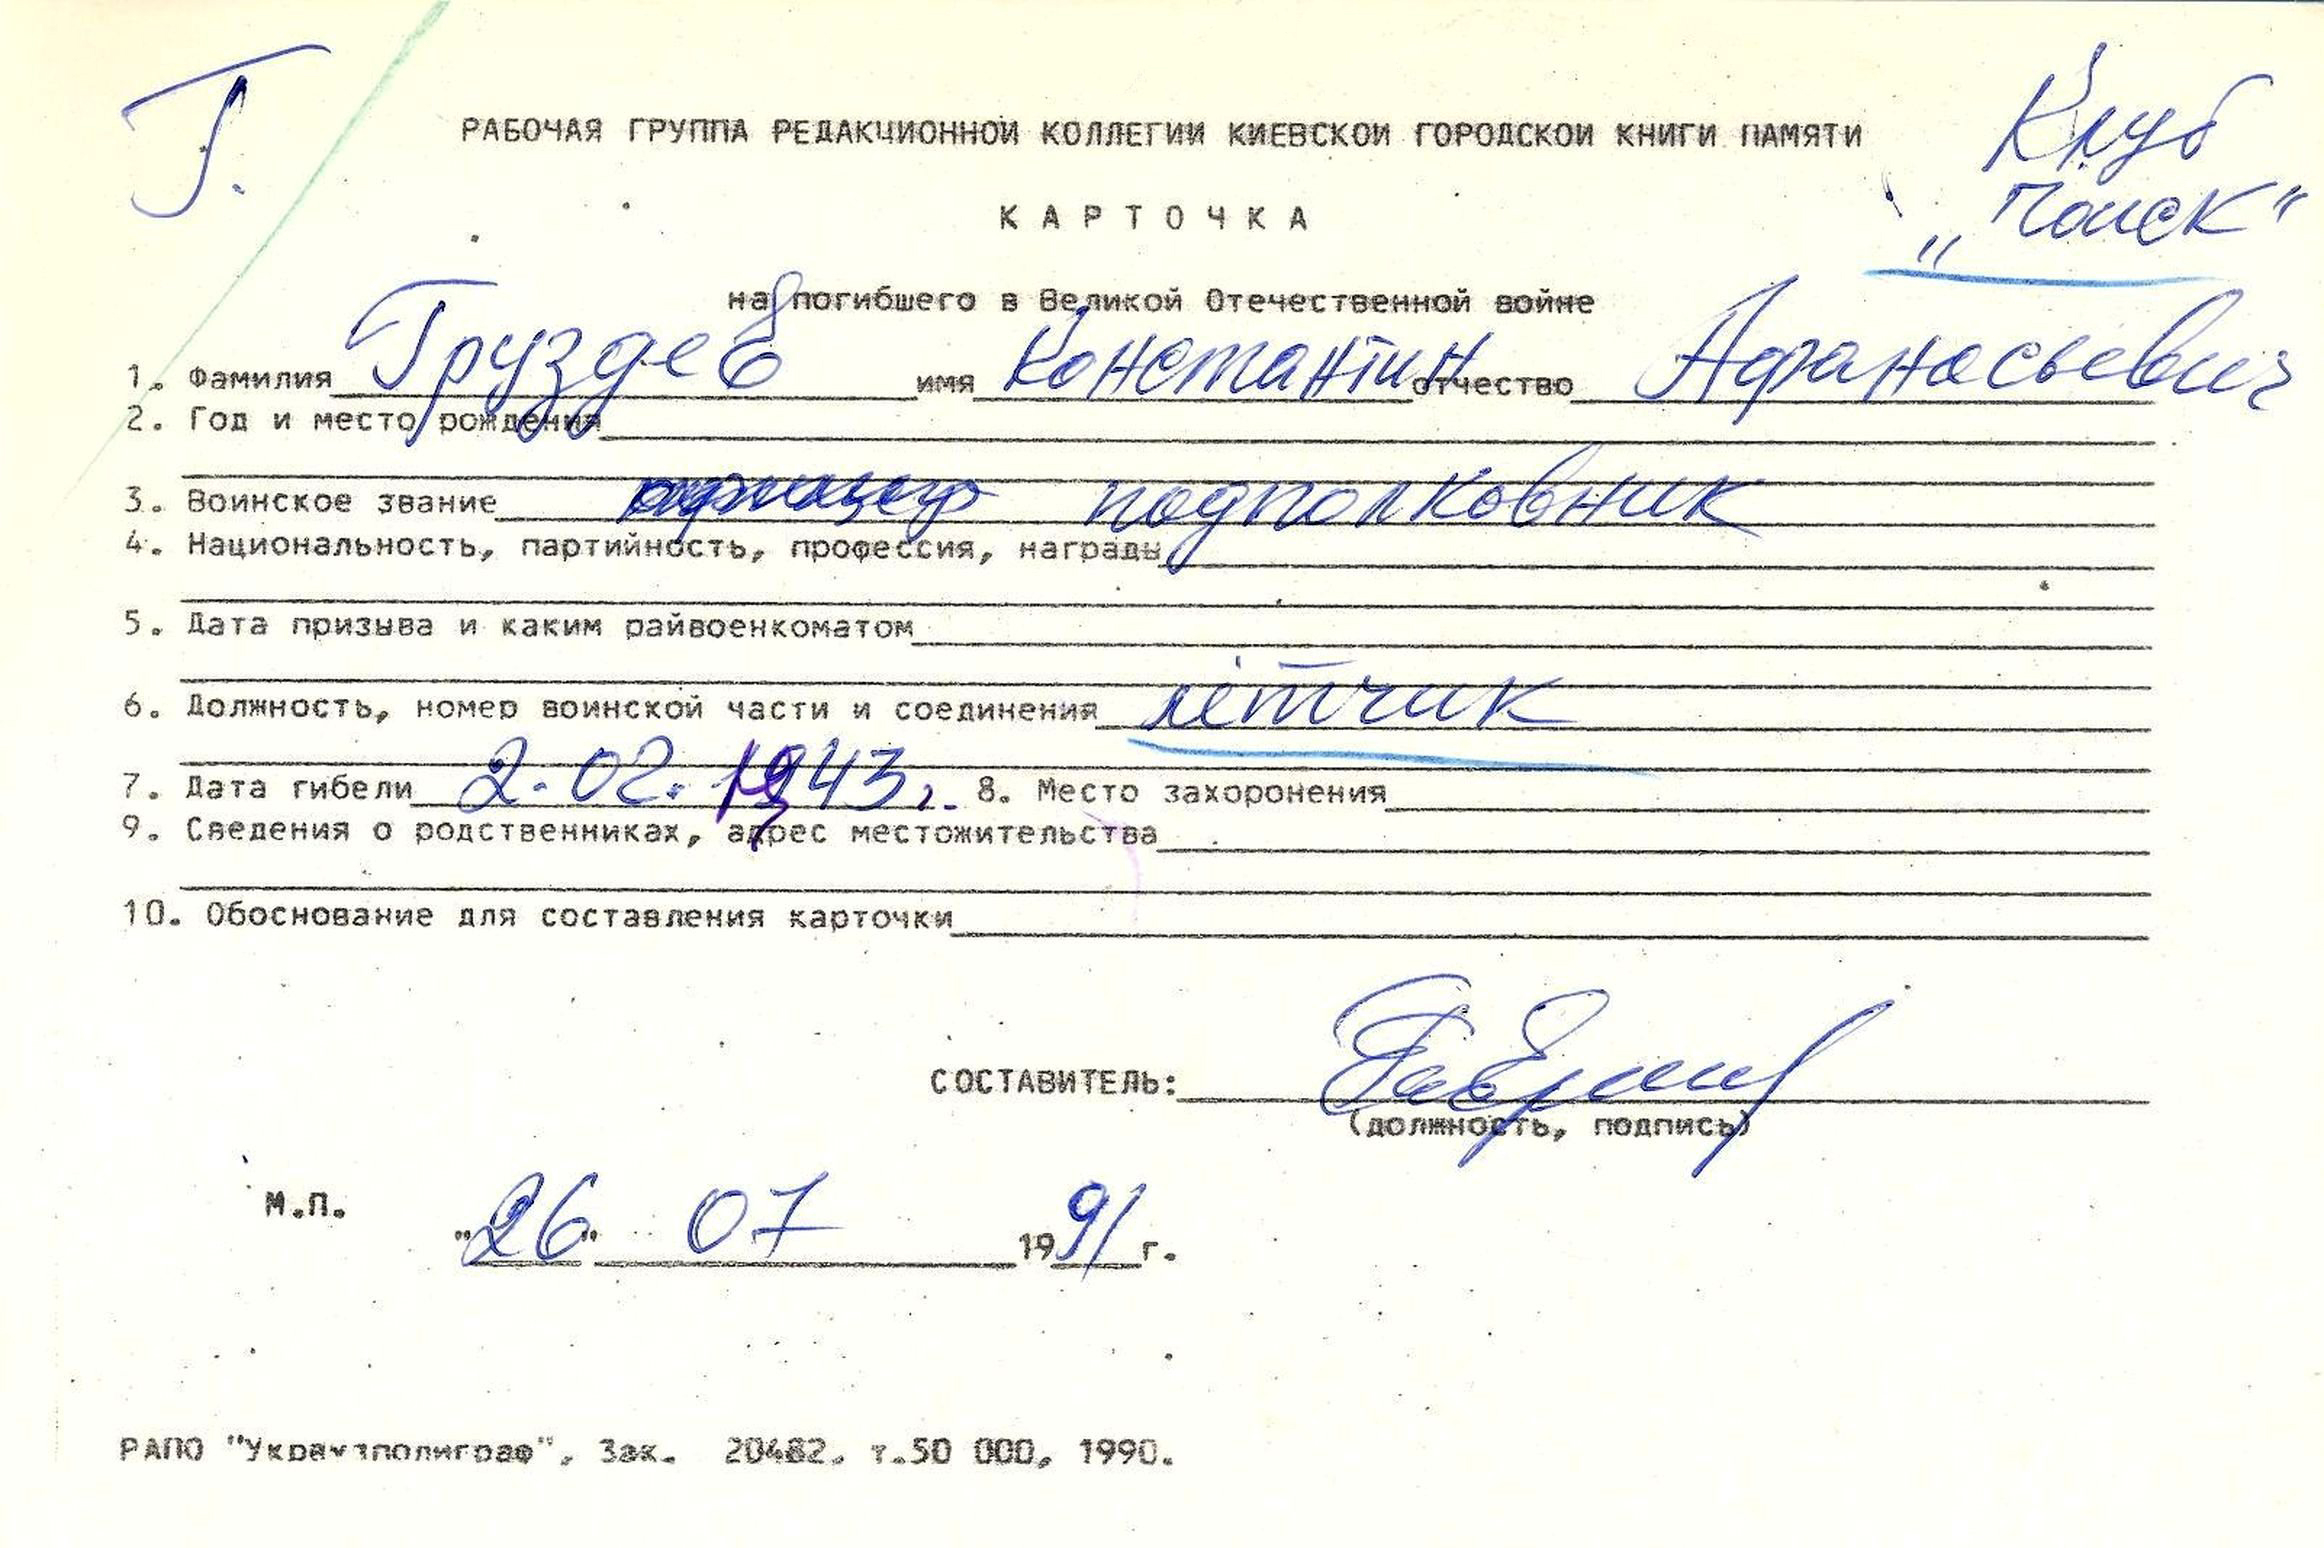 Г.
Клуб
„Поиск"
РАБОЧАЯ ГРУППА РЕДАКЦИОННОЙ КОЛЛЕГИИ КИЕВСКОЙ ГОРОДСКОЙ КНИГИ ПАМЯТИ
КАРТОЧКА
на погибшего в Великой Отечественной войне
1. Фамилия Груздев имя Константин отчество Афанасьевич
2. Год и место рождения
3. Воинское звание офицер подполковник
4. Национальность, партийность, профессия, награды
5. Дата призыва и каким райвоенкоматом
6. Должность, номер воинской части и соединения лётчик
7. Дата гибели 2.02.1943г. 8. Место захоронения
9. Сведения о родственниках, адрес местожительства
10. Обоснование для составления карточки
СОСТАВИТЕЛЬ:
(должность, подпись)
М.П.
"26" 07 1991 г.
РАПО "Укрвузполиграф", Зак. 20482. т.50 000, 1990.